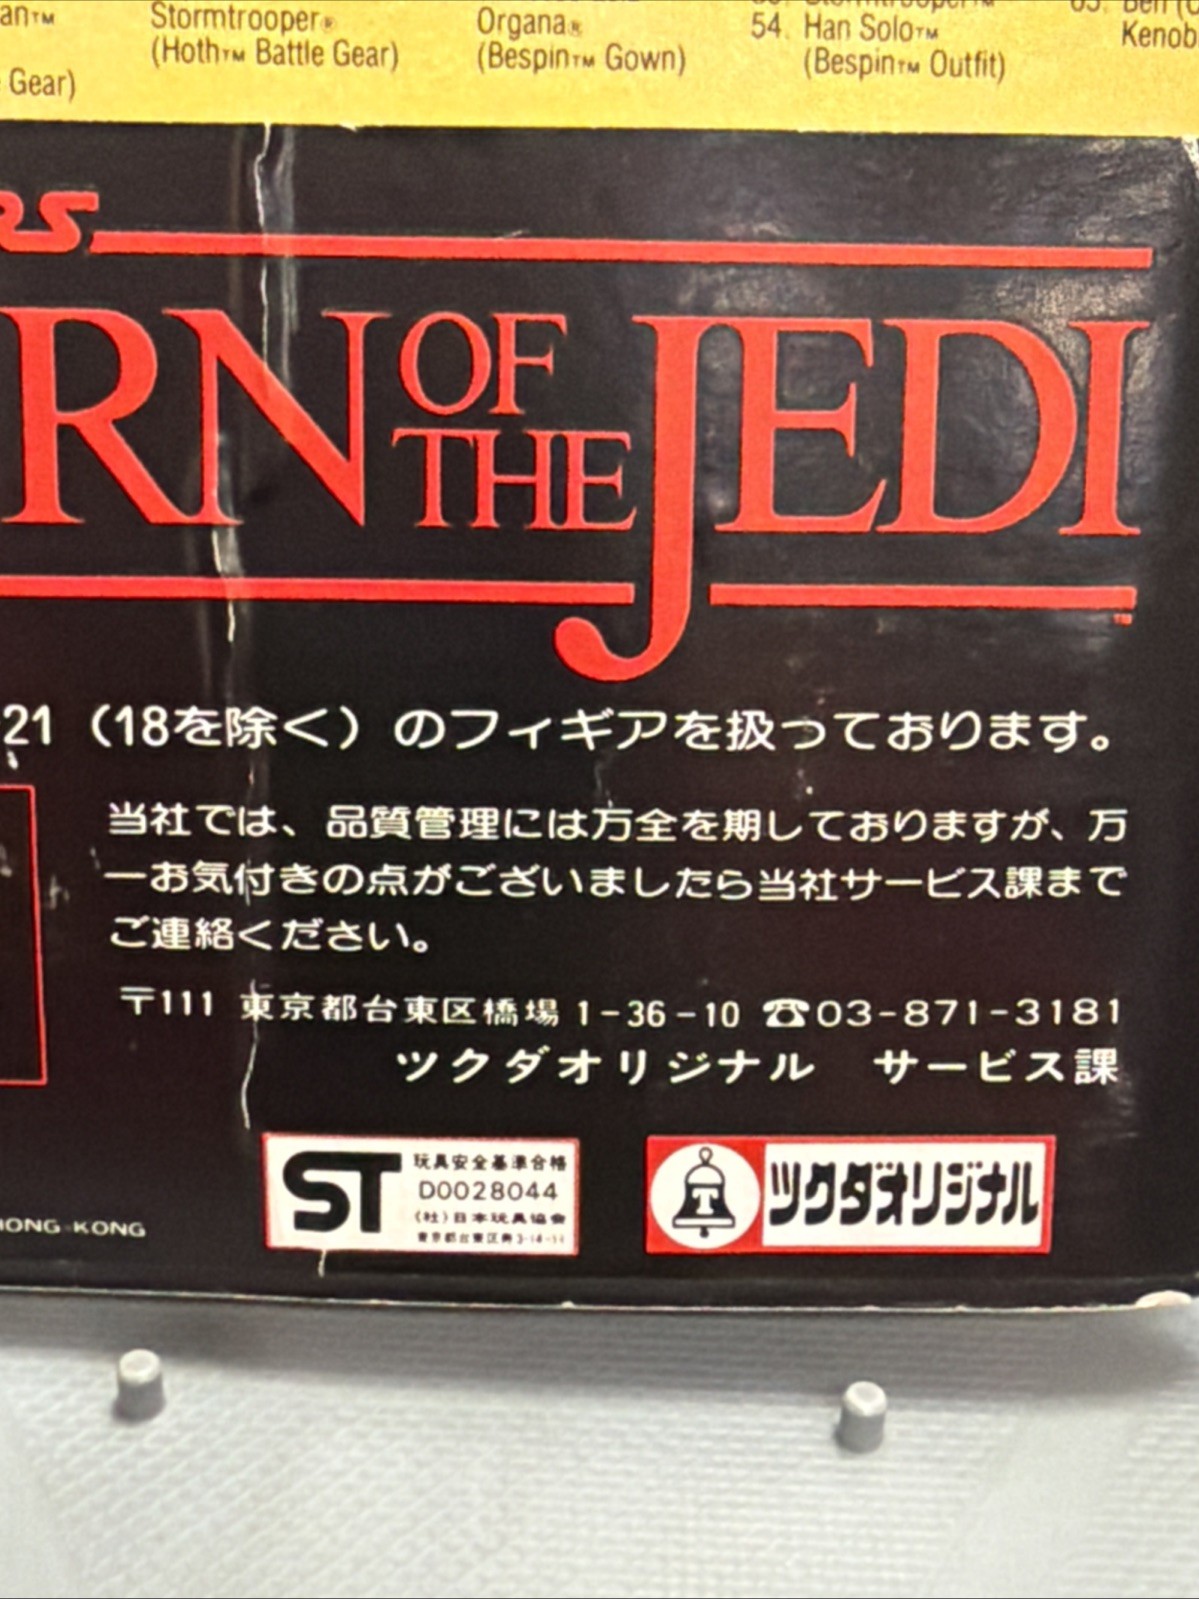 an™
Stormtrooper®
Organa®
54. Han Solo™
Kenob
(Hoth™ Battle Gear)
(Bespin™ Gown)
(Bespin™ Outfit)
Gear)
RS
RN OF THE JEDI
™
21（18を除く）のフィギアを扱っております。
当社では、品質管理には万全を期しておりますが、万
一お気付きの点がございましたら当社サービス課まで
ご連絡ください。
〒111 東京都台東区橋場 1-36-10 ☎03-871-3181
ツクダオリジナル サービス課
ST
玩具安全基準合格
D0028044
(社)日本玩具協会
T
ツクダオリジナル
HONG KONG